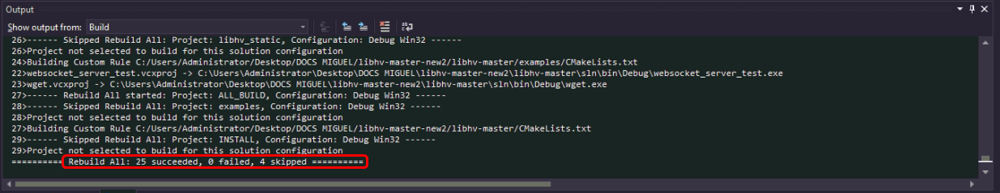 Output
Show output from: Build
26>------ Skipped Rebuild All: Project: libhv_static, Configuration: Debug Win32 ------
26>Project not selected to build for this solution configuration
24>Building Custom Rule C:/Users/Administrator/Desktop/DOCS MIGUEL/libhv-master-new2/libhv-master/examples/CMakeLists.txt
22>websocket_server_test.vcxproj -> C:\Users\Administrator\Desktop\DOCS MIGUEL\libhv-master-new2\libhv-master\sln\bin\Debug\websocket_server_test.exe
23>wget.vcxproj -> C:\Users\Administrator\Desktop\DOCS MIGUEL\libhv-master-new2\libhv-master\sln\bin\Debug\wget.exe
27>------ Rebuild All started: Project: ALL_BUILD, Configuration: Debug Win32 ------
28>------ Skipped Rebuild All: Project: examples, Configuration: Debug Win32 ------
28>Project not selected to build for this solution configuration
27>Building Custom Rule C:/Users/Administrator/Desktop/DOCS MIGUEL/libhv-master-new2/libhv-master/CMakeLists.txt
29>------ Skipped Rebuild All: Project: INSTALL, Configuration: Debug Win32 ------
29>Project not selected to build for this solution configuration
========== Rebuild All: 25 succeeded, 0 failed, 4 skipped ==========